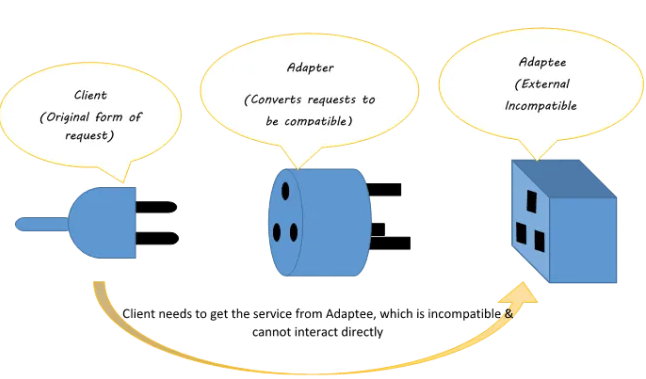 Client
(Original form of
request)
Adapter
(Converts requests to
be compatible)
Adaptee
(External
Incompatible
Client needs to get the service from Adaptee, which is incompatible &
cannot interact directly